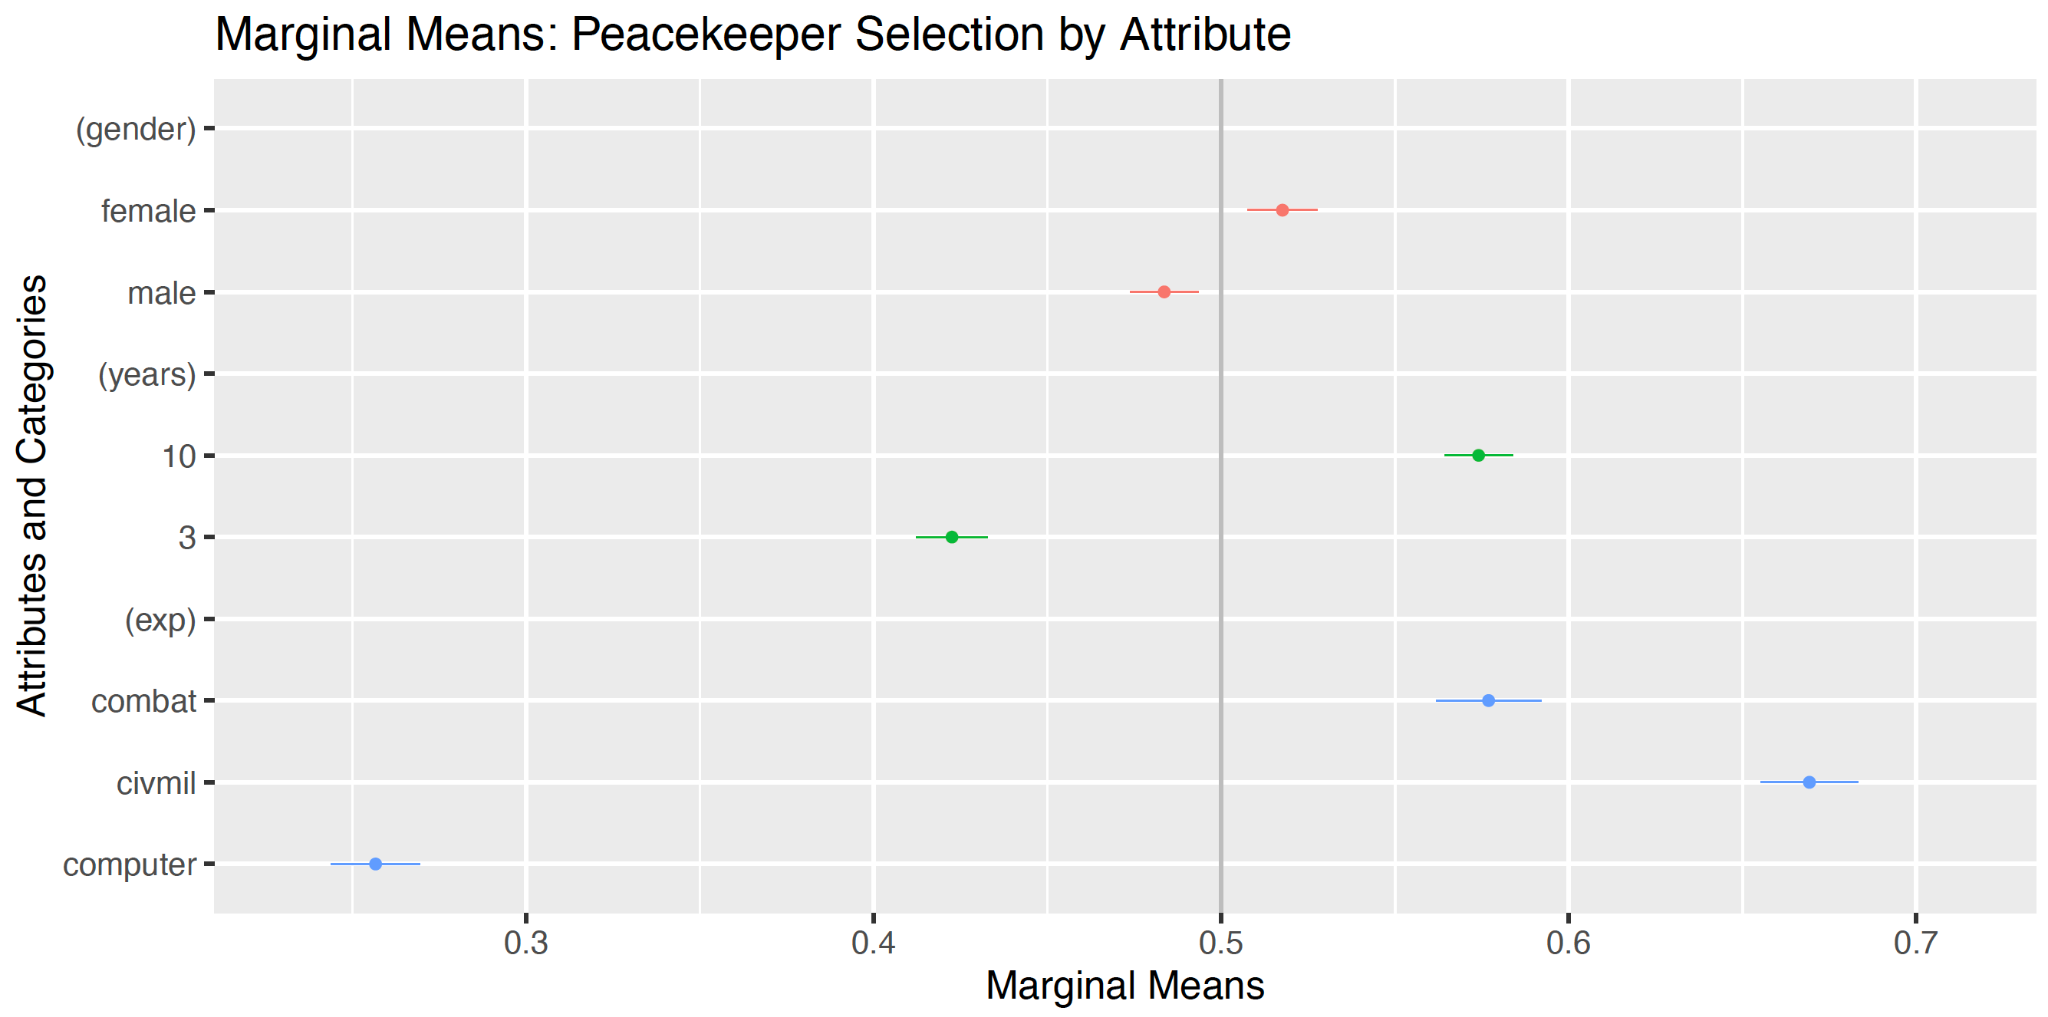 Marginal Means: Peacekeeper Selection by Attribute
Attributes and Categories
(gender)
female
male
(years)
10
3
(exp)
combat
civmil
computer
0.3 0.4 0.5 0.6 0.7
Marginal Means